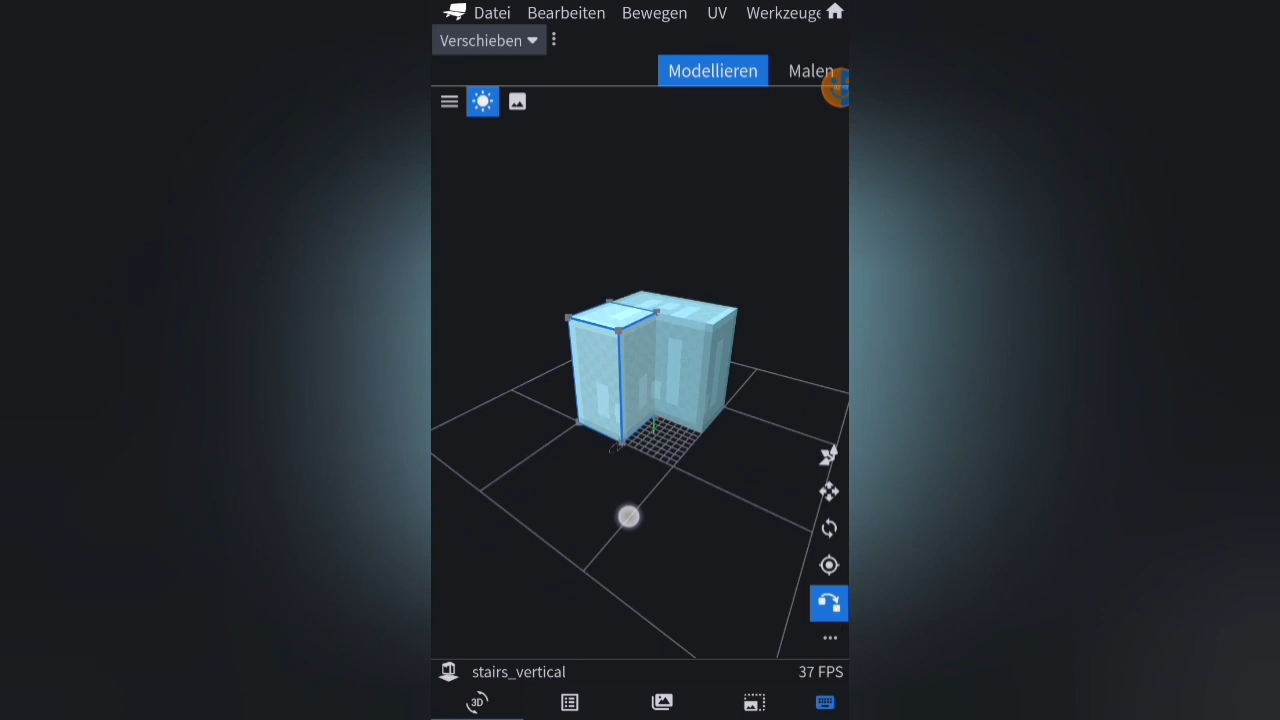 Datei Bearbeiten Bewegen UV Werkzeuge
Verschieben
Modellieren Malen
stairs_vertical 37 FPS
3D